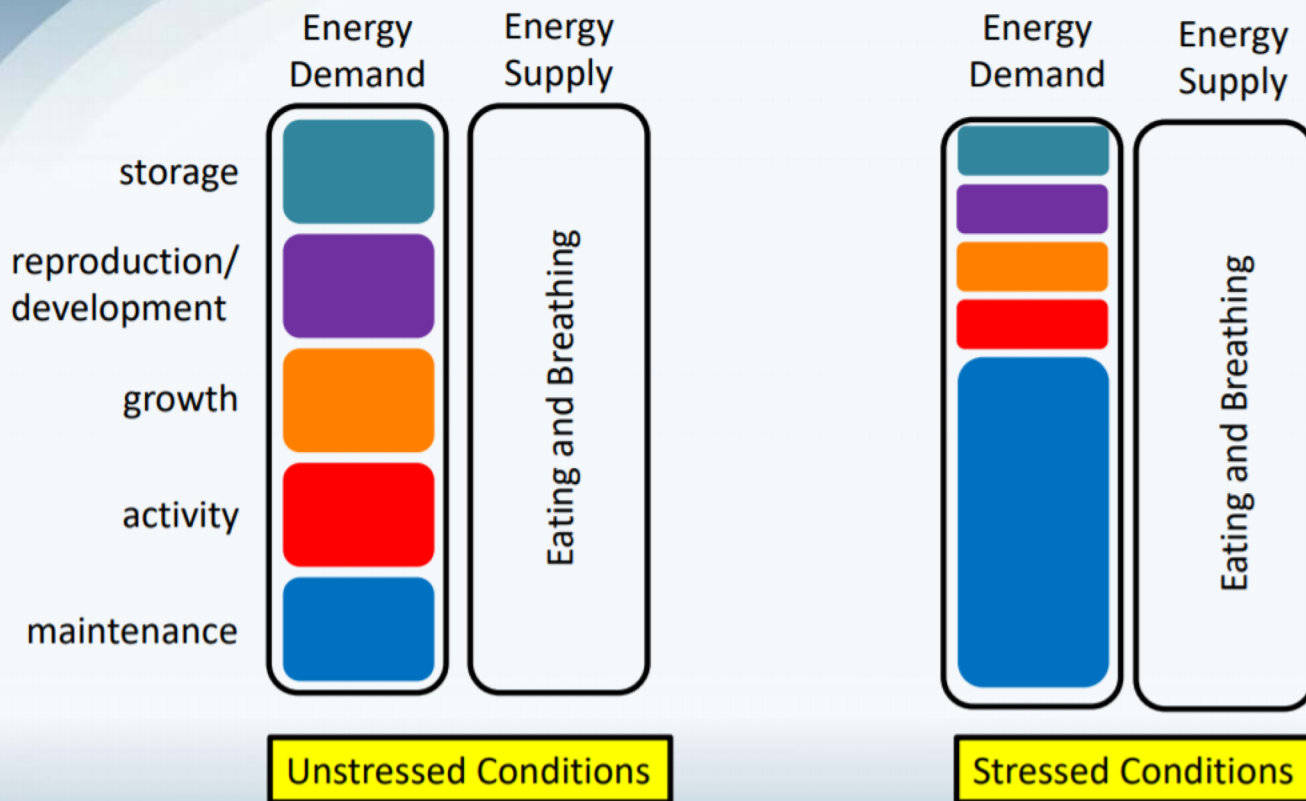 Energy
Demand
Energy
Supply
Energy
Demand
Energy
Supply
storage
reproduction/
development
growth
activity
maintenance
Eating and Breathing
Eating and Breathing
Unstressed Conditions
Stressed Conditions